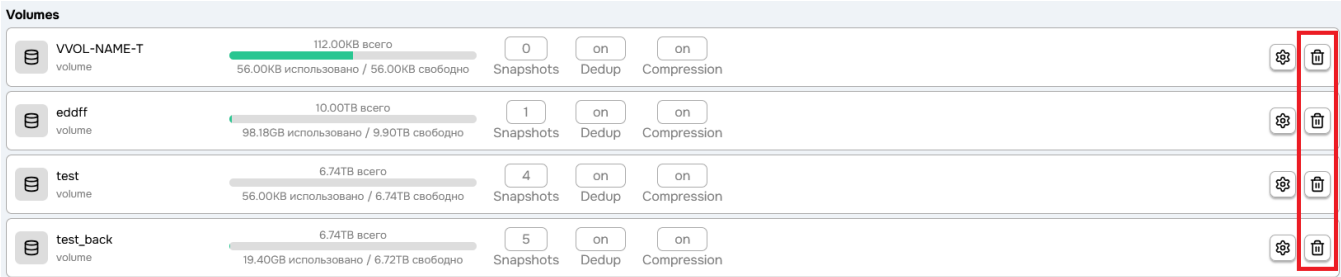 Volumes
VVOL-NAME-T
volume
112.00KB всего
56.00KB использовано / 56.00KB свободно
0
Snapshots
on
Dedup
on
Compression
eddff
volume
10.00TB всего
98.18GB использовано / 9.90TB свободно
1
Snapshots
on
Dedup
on
Compression
test
volume
6.74TB всего
56.00KB использовано / 6.74TB свободно
4
Snapshots
on
Dedup
on
Compression
test_back
volume
6.74TB всего
19.40GB использовано / 6.72TB свободно
5
Snapshots
on
Dedup
on
Compression